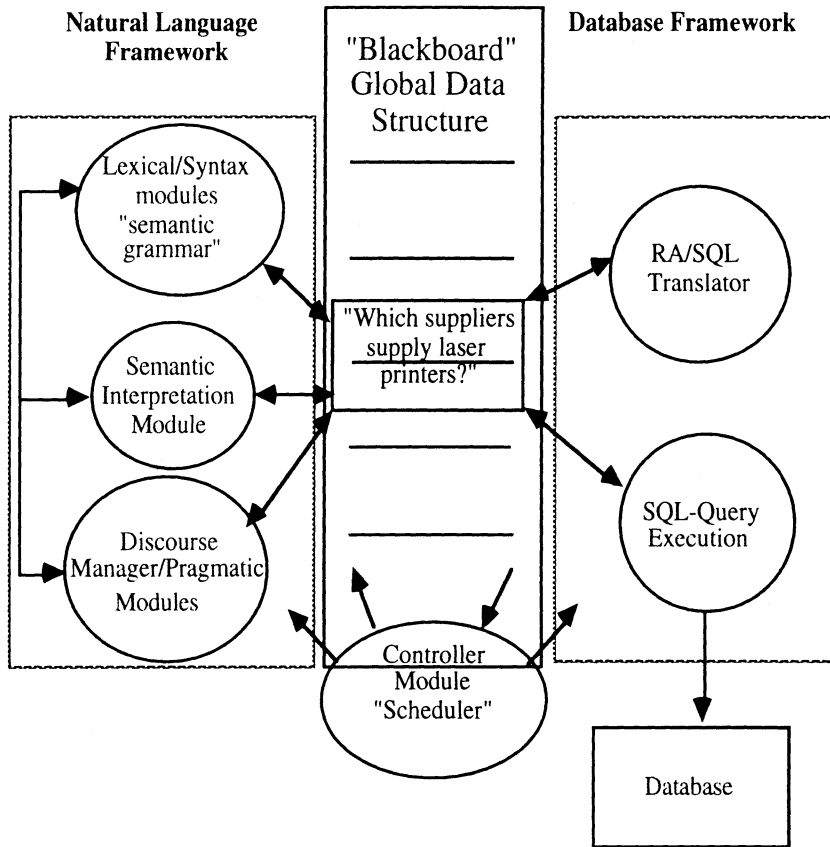 Natural Language
Framework
"Blackboard"
Global Data
Structure
Database Framework
Lexical/Syntax
modules
"semantic
grammar"
Semantic
Interpretation
Module
Discourse
Manager/Pragmatic
Modules
"Which suppliers
supply laser
printers?"
Controller
Module
"Scheduler"
RA/SQL
Translator
SQL-Query
Execution
Database